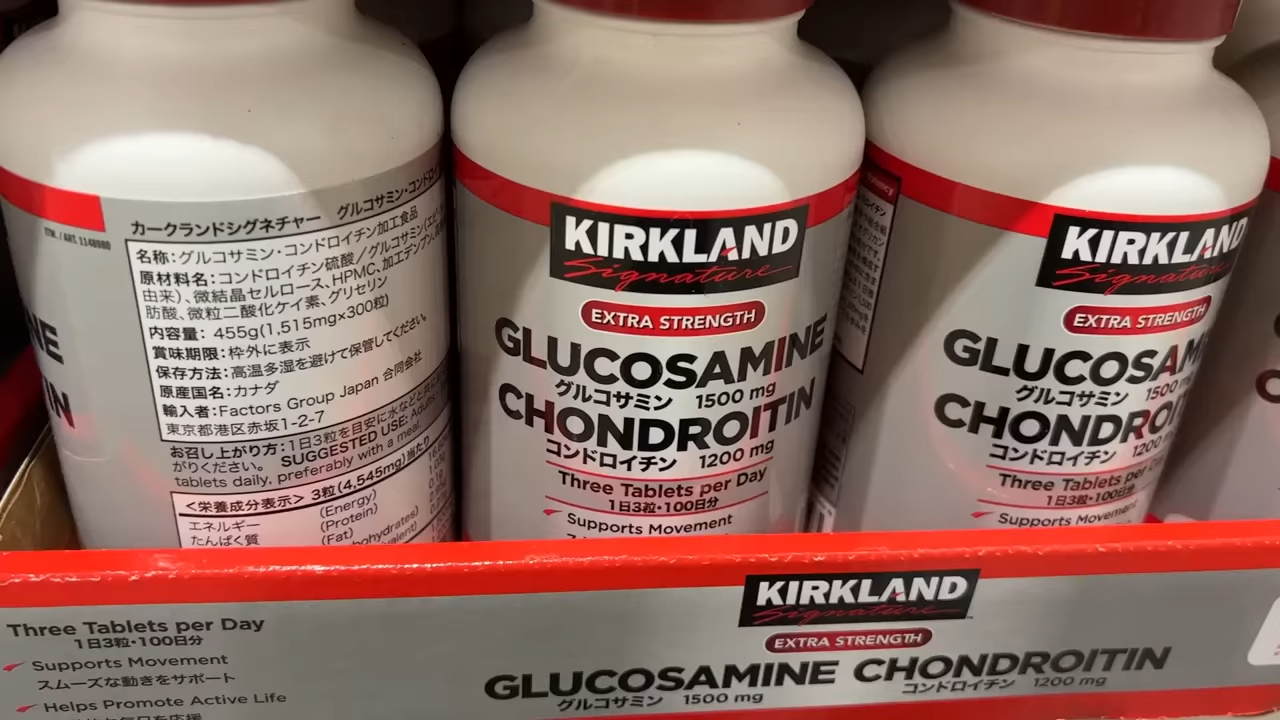 ITM. / ART. 1148980
カークランドシグネチャー グルコサミン・コンドロイ
名称:グルコサミン・コンドロイチン加工食品
原材料名:コンドロイチン硫酸／グルコサミン(エビ
由来)、微結晶セルロース、HPMC、加工デンプン、
肪酸、微粒二酸化ケイ素、グリセリン
内容量: 455g(1,515mg×300粒)
賞味期限:枠外に表示
保存方法:高温多湿を避けて保管してください。
原産国名:カナダ
輸入者:Factors Group Japan 合同会社
東京都港区赤坂1-2-7
お召し上がり方:1日3粒を目安に水など
がりください。 SUGGESTED USE: Adults
tablets daily, preferably with a meal.
<栄養成分表示> 3粒(4,545mg)当たり
エネルギー (Energy)
たんぱく質 (Protein)
(Fat)
NE
IN
KIRKLAND
Signature
EXTRA STRENGTH
GLUCOSAMINE
グルコサミン 1500 mg
CHONDROITIN
コンドロイチン 1200 mg
Three Tablets per Day
1日3粒・100日分
Supports Movement
KIRKLAND
Signature
EXTRA STRENGTH
GLUCOSAM
グルコサミン 1500 mg
CHONDROIT
コンドロイチン 1200
Three Tablets per
1日3粒・100日分
Supports Movement
Three Tablets per Day
1日3粒・100日分
Supports Movement
スムーズな動きをサポート
Helps Promote Active Life
KIRKLAND
Signature
EXTRA STRENGTH
GLUCOSAMINE CHONDROITIN
グルコサミン 1500 mg コンドロイチン 1200 mg